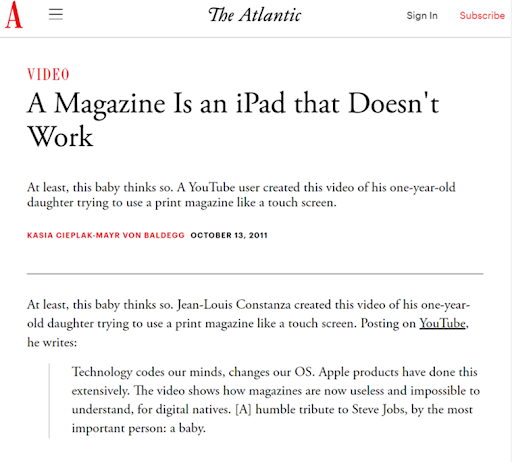 A The Atlantic Sign In Subscribe
VIDEO
A Magazine Is an iPad that Doesn't
Work
At least, this baby thinks so. A YouTube user created this video of his one-year-old
daughter trying to use a print magazine like a touch screen.
KASIA CIEPLAK-MAYR VON BALDEGG OCTOBER 13, 2011
At least, this baby thinks so. Jean-Louis Constanza created this video of his one-year-
old daughter trying to use a print magazine like a touch screen. Posting on YouTube,
he writes:
Technology codes our minds, changes our OS. Apple products have done this
extensively. The video shows how magazines are now useless and impossible to
understand, for digital natives. [A] humble tribute to Steve Jobs, by the most
important person: a baby.